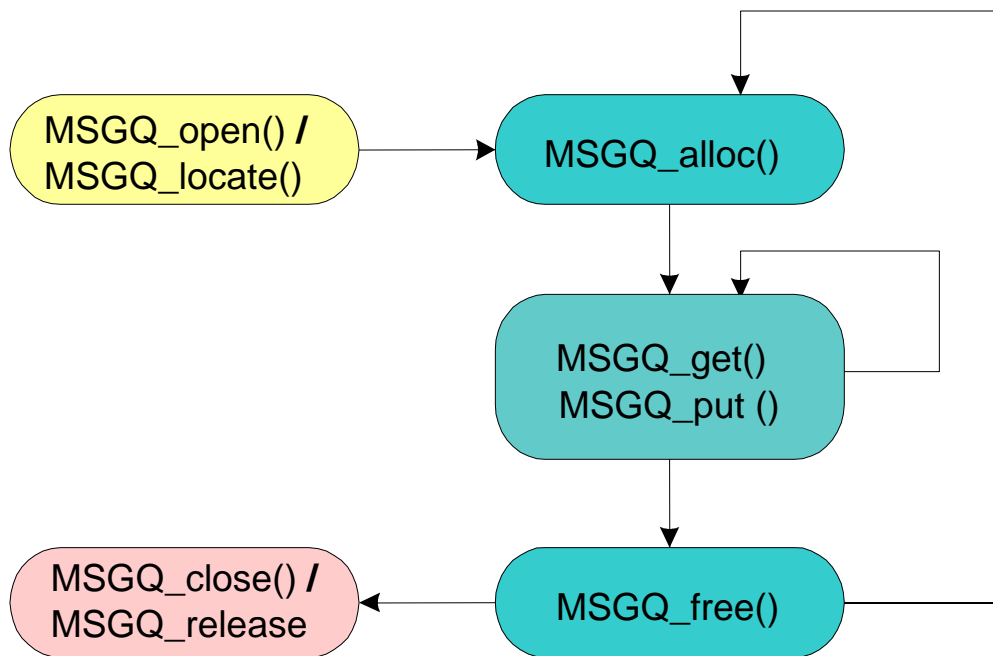 MSGQ_open() /
MSGQ_locate()
MSGQ_alloc()
MSGQ_get()
MSGQ_put ()
MSGQ_close() /
MSGQ_release
MSGQ_free()